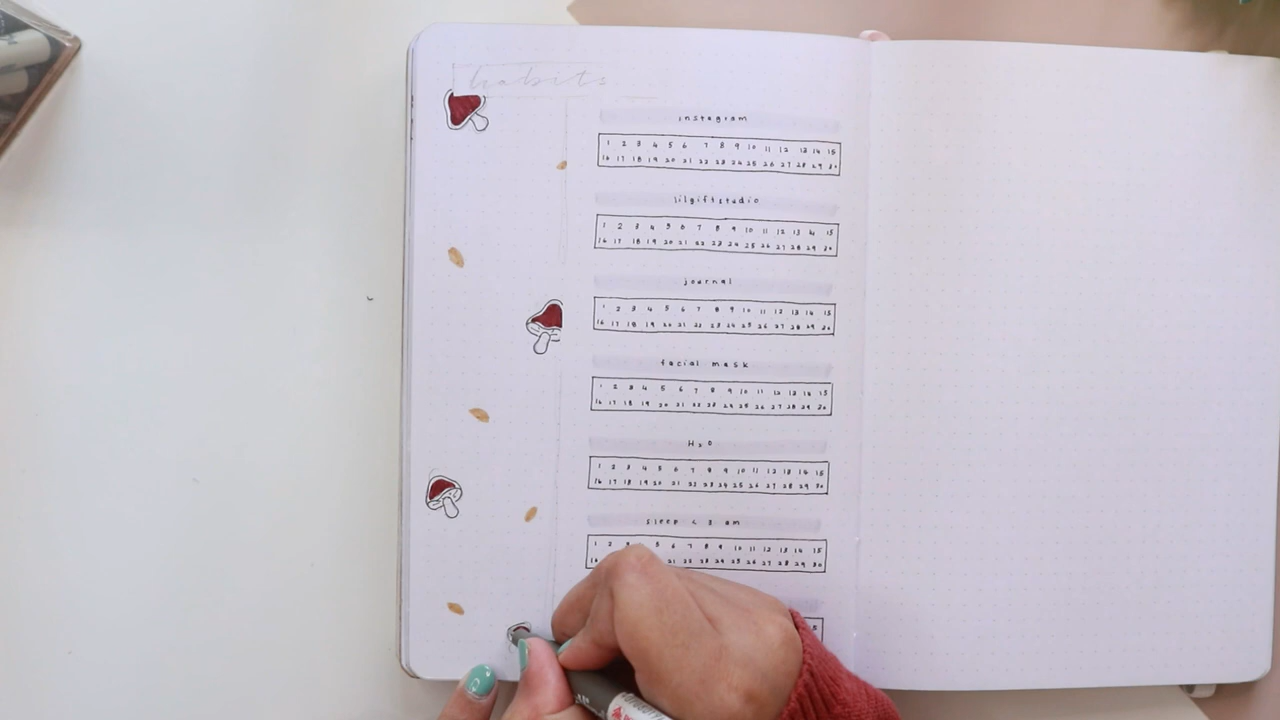 habits
instagram
1 2 3 4 5 6 7 8 9 10 11 12 13 14 15
16 17 18 19 20 21 22 23 24 25 26 27 28 29 30
lilgiftstudio
1 2 3 4 5 6 7 8 9 10 11 12 13 14 15
16 17 18 19 20 21 22 23 24 25 26 27 28 29 30
journal
1 2 3 4 5 6 7 8 9 10 11 12 13 14 15
16 17 18 19 20 21 22 23 24 25 26 27 28 29 30
facial mask
1 2 3 4 5 6 7 8 9 10 11 12 13 14 15
16 17 18 19 20 21 22 23 24 25 26 27 28 29 30
H₂O
1 2 3 4 5 6 7 8 9 10 11 12 13 14 15
16 17 18 19 20 21 22 23 24 25 26 27 28 29 30
sleep < 3 am
1 2 3 5 6 7 8 9 10 11 12 13 14 15
21 22 23 24 25 26 27 28 29 30